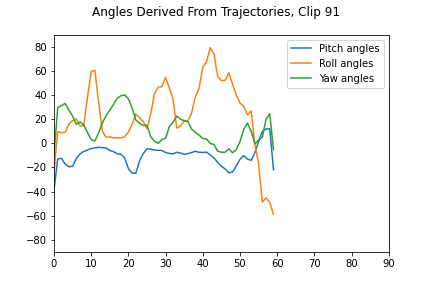 Angles Derived From Trajectories, Clip 91
Pitch angles
Roll angles
Yaw angles
80
60
40
20
0
−20
−40
−60
−80
0 10 20 30 40 50 60 70 80 90